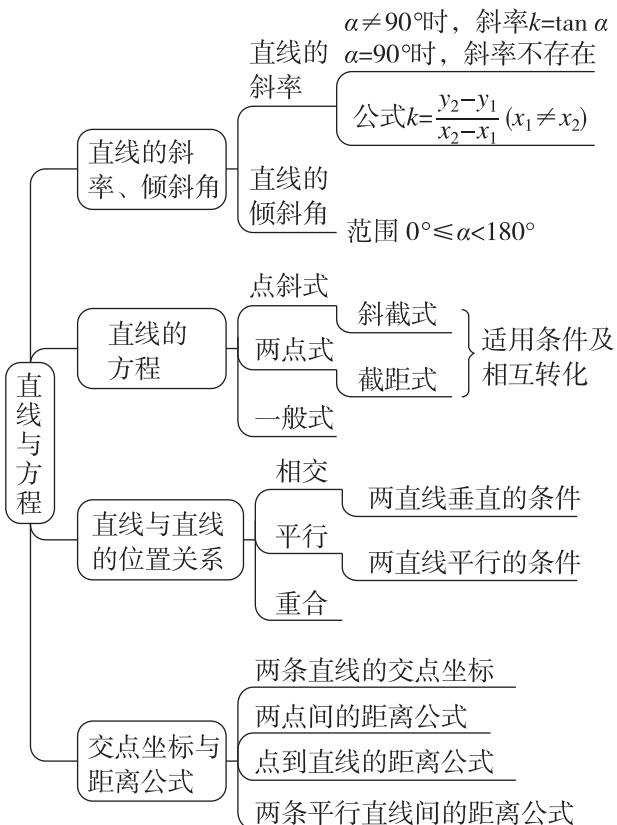 直线与方程
直线的斜
率、倾斜角
直线的
斜率
α≠90°时，斜率k=tan α
α=90°时，斜率不存在
公式k=\frac{y₂−y₁}{x₂−x₁} (x₁≠x₂)
直线的
倾斜角
范围 0°≤α<180°
直线的
方程
点斜式
斜截式
两点式
截距式
一般式
适用条件及
相互转化
直线与直线
的位置关系
相交
两直线垂直的条件
平行
两直线平行的条件
重合
交点坐标与
距离公式
两条直线的交点坐标
两点间的距离公式
点到直线的距离公式
两条平行直线间的距离公式